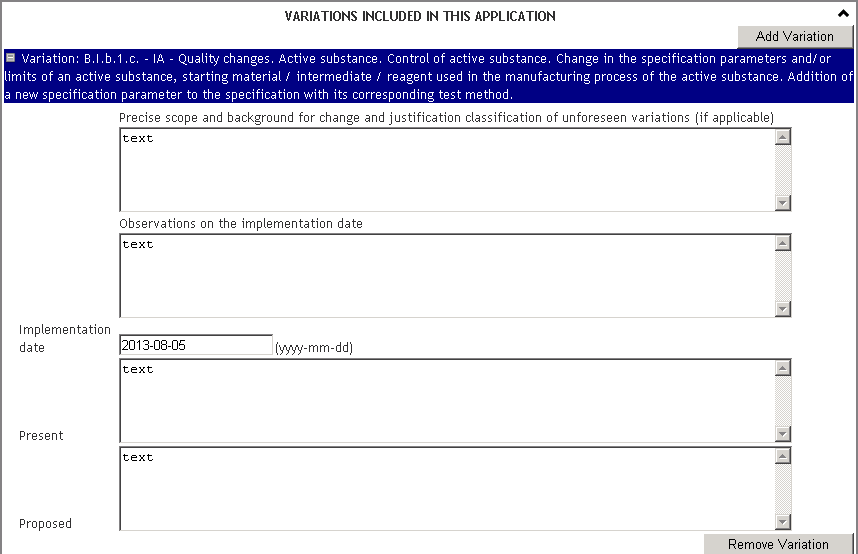 VARIATIONS INCLUDED IN THIS APPLICATION
Add Variation
Variation: B.I.b.1.c. - IA - Quality changes. Active substance. Control of active substance. Change in the specification parameters and/or
limits of an active substance, starting material / intermediate / reagent used in the manufacturing process of the active substance. Addition of
a new specification parameter to the specification with its corresponding test method.
Precise scope and background for change and justification classification of unforeseen variations (if applicable)
text
Observations on the implementation date
text
Implementation
date
2013-08-05 (yyyy-mm-dd)
text
Present
text
Proposed
Remove Variation